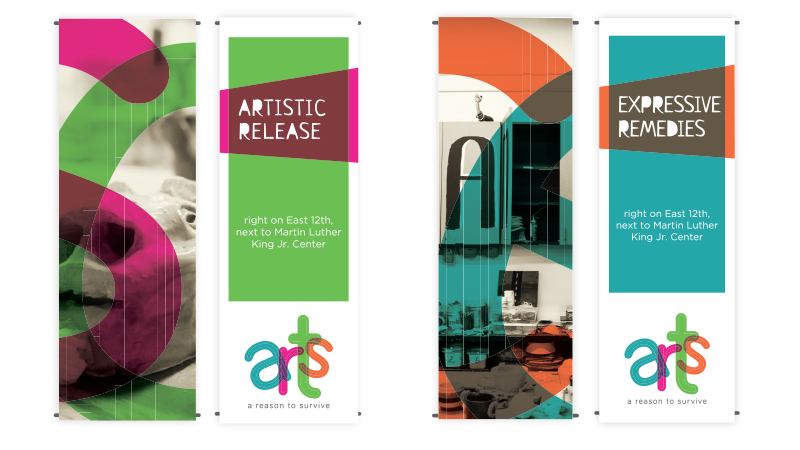 ARTISTIC
RELEASE
right on East 12th,
next to Martin Luther
King Jr. Center
arts
a reason to survive
A
EXPRESSIVE
REMEDIES
right on East 12th,
next to Martin Luther
King Jr. Center
arts
a reason to survive